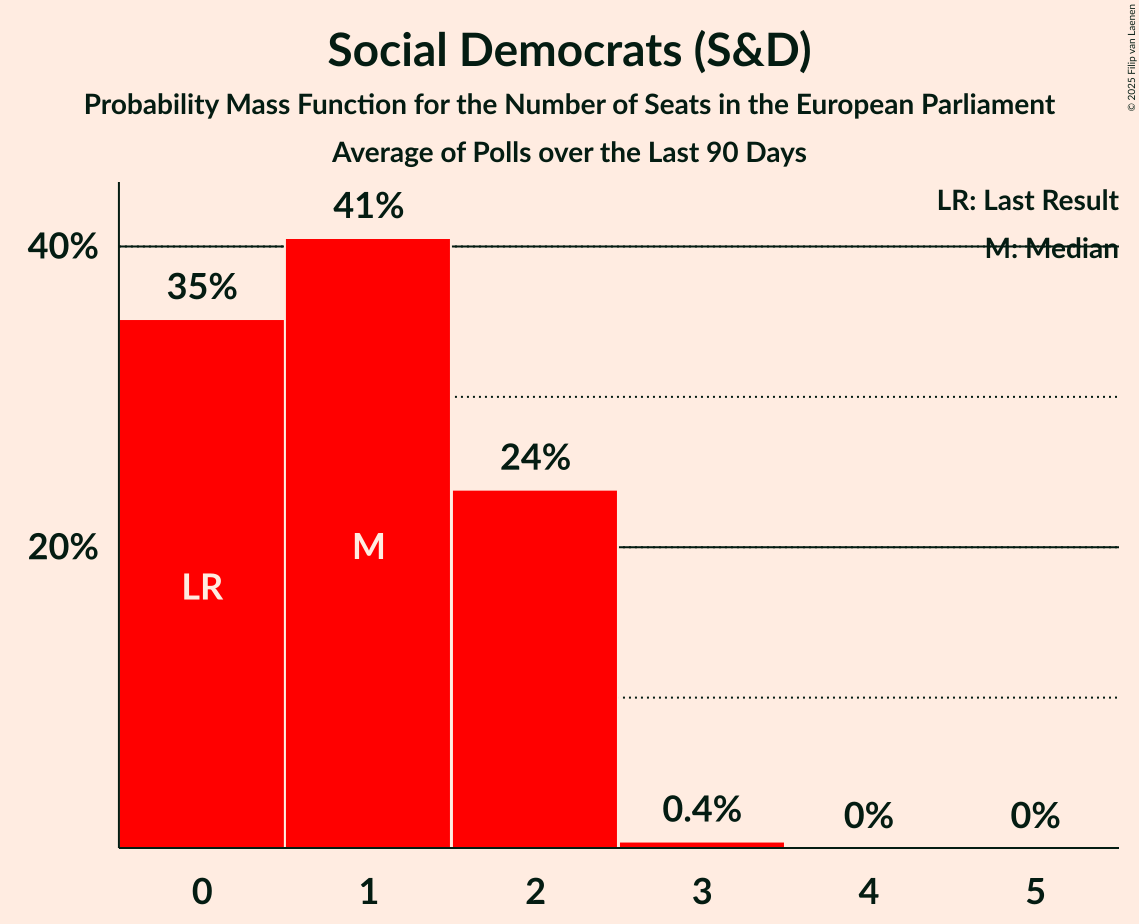 Social Democrats (S&D)
Probability Mass Function for the Number of Seats in the European Parliament
Average of Polls over the Last 90 Days
© 2025 Filip van Laenen
LR: Last Result
M: Median
40%
20%
35%
41%
24%
0.4%
0%
0%
LR
M
0
1
2
3
4
5